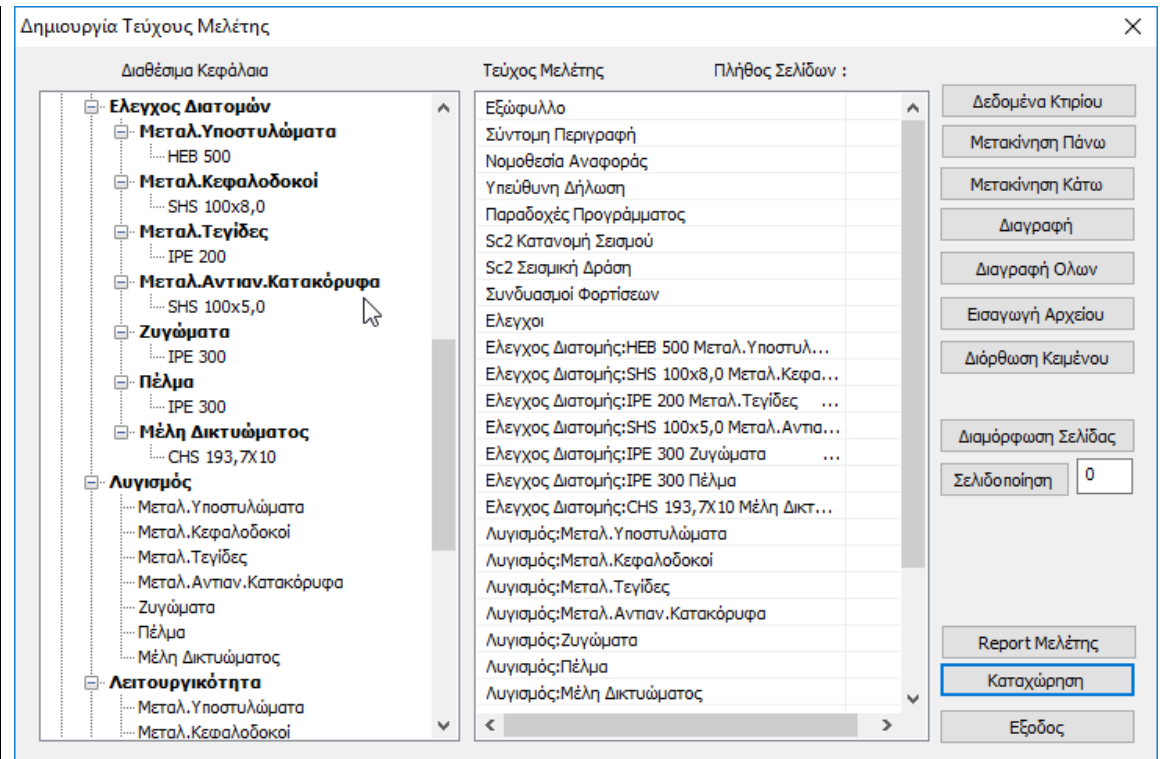 Δημιουργία Τεύχους Μελέτης
Διαθέσιμα Κεφάλαια
Ελεγχος Διατομών
Μεταλ.Υποστυλώματα
HEB 500
Μεταλ.Κεφαλοδοκοί
SHS 100x8,0
Μεταλ.Τεγίδες
IPE 200
Μεταλ.Αντιαν.Κατακόρυφα
SHS 100x5,0
Ζυγώματα
IPE 300
Πέλμα
IPE 300
Μέλη Δικτυώματος
CHS 193,7X10
Λυγισμός
Μεταλ.Υποστυλώματα
Μεταλ.Κεφαλοδοκοί
Μεταλ.Τεγίδες
Μεταλ.Αντιαν.Κατακόρυφα
Ζυγώματα
Πέλμα
Μέλη Δικτυώματος
Λειτουργικότητα
Μεταλ.Υποστυλώματα
Μεταλ.Κεφαλοδοκοί
Τεύχος Μελέτης Πλήθος Σελίδων :
Εξώφυλλο
Σύντομη Περιγραφή
Νομοθεσία Αναφοράς
Υπεύθυνη Δήλωση
Παραδοχές Προγράμματος
Sc2 Κατανομή Σεισμού
Sc2 Σεισμική Δράση
Συνδυασμοί Φορτίσεων
Ελεγχοι
Ελεγχος Διατομής:HEB 500 Μεταλ.Υποστυλ...
Ελεγχος Διατομής:SHS 100x8,0 Μεταλ.Κεφα...
Ελεγχος Διατομής:IPE 200 Μεταλ.Τεγίδες ...
Ελεγχος Διατομής:SHS 100x5,0 Μεταλ.Αντια...
Ελεγχος Διατομής:IPE 300 Ζυγώματα ...
Ελεγχος Διατομής:IPE 300 Πέλμα
Ελεγχος Διατομής:CHS 193,7X10 Μέλη Δικτ...
Λυγισμός:Μεταλ.Υποστυλώματα
Λυγισμός:Μεταλ.Κεφαλοδοκοί
Λυγισμός:Μεταλ.Τεγίδες
Λυγισμός:Μεταλ.Αντιαν.Κατακόρυφα
Λυγισμός:Ζυγώματα
Λυγισμός:Πέλμα
Λυγισμός:Μέλη Δικτυώματος
Δεδομένα Κτιρίου
Μετακίνηση Πάνω
Μετακίνηση Κάτω
Διαγραφή
Διαγραφή Ολων
Εισαγωγή Αρχείου
Διόρθωση Κειμένου
Διαμόρφωση Σελίδας
Σελιδοποίηση 0
Report Μελέτης
Καταχώρηση
Εξοδος